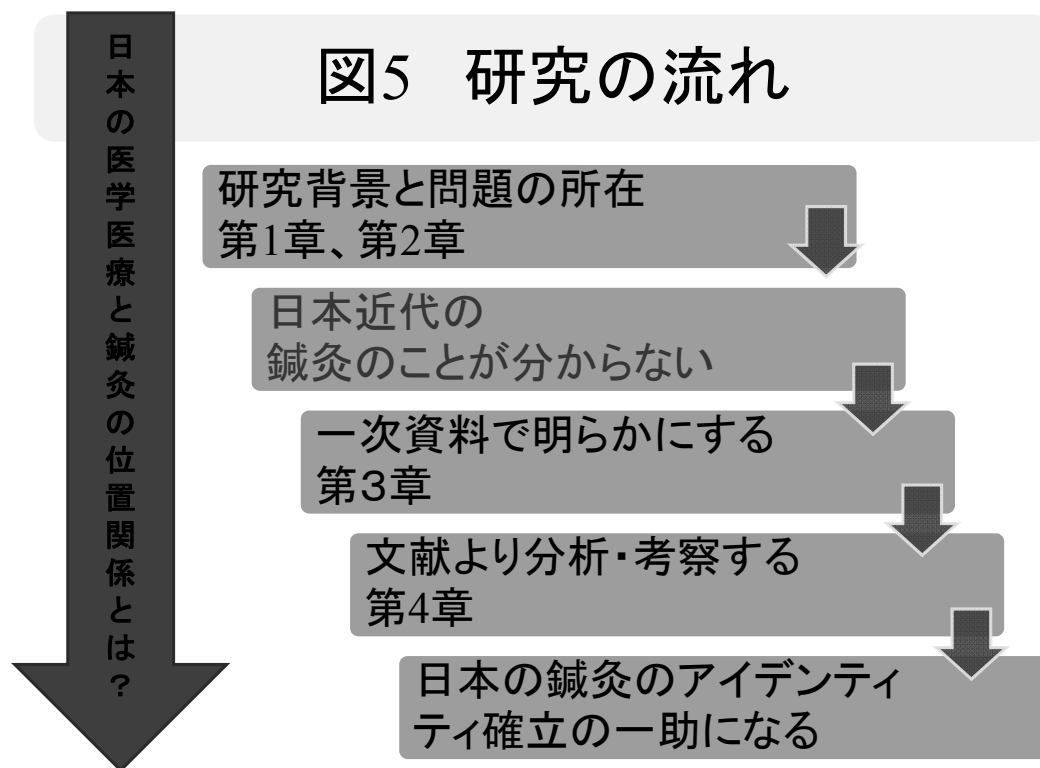 図5 研究の流れ
日本の医学医療と鍼灸の位置関係とは？
研究背景と問題の所在
第1章、第2章
日本近代の
鍼灸のことが分からない
一次資料で明らかにする
第３章
文献より分析・考察する
第4章
日本の鍼灸のアイデンティ
ティ確立の一助になる